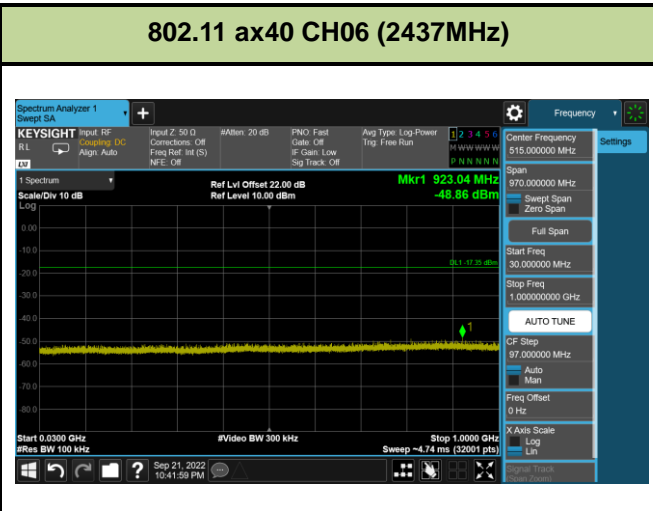 802.11 ax40 CH06 (2437MHz)
Spectrum Analyzer 1
Swept SA
+
Frequency
KEYSIGHT
RL
LXI
Input: RF
Coupling: DC
Align: Auto
Input Z: 50 Ω
Corrections: Off
Freq Ref: Int (S)
NFE: Off
#Atten: 20 dB
PNO: Fast
Gate: Off
IF Gain: Low
Sig Track: Off
Avg Type: Log-Power
Trig: Free Run
1 2 3 4 5 6
M W W W W W
P N N N N N
1 Spectrum
Scale/Div 10 dB
Log
Ref Lvl Offset 22.00 dB
Ref Level 10.00 dBm
Mkr1 923.04 MHz
-48.86 dBm
0.00
-10.0
DL1 -17.35 dBm
-20.0
-30.0
-40.0
1
-50.0
-60.0
-70.0
-80.0
Start 0.0300 GHz
#Res BW 100 kHz
#Video BW 300 kHz
Stop 1.0000 GHz
Sweep ~4.74 ms (32001 pts)
?
Sep 21, 2022
10:41:59 PM
Center Frequency
515.000000 MHz
Settings
Span
970.000000 MHz
Swept Span
Zero Span
Full Span
Start Freq
30.000000 MHz
Stop Freq
1.000000000 GHz
AUTO TUNE
CF Step
97.000000 MHz
Auto
Man
Freq Offset
0 Hz
X Axis Scale
Log
Lin
Signal Track
(Span Zoom)